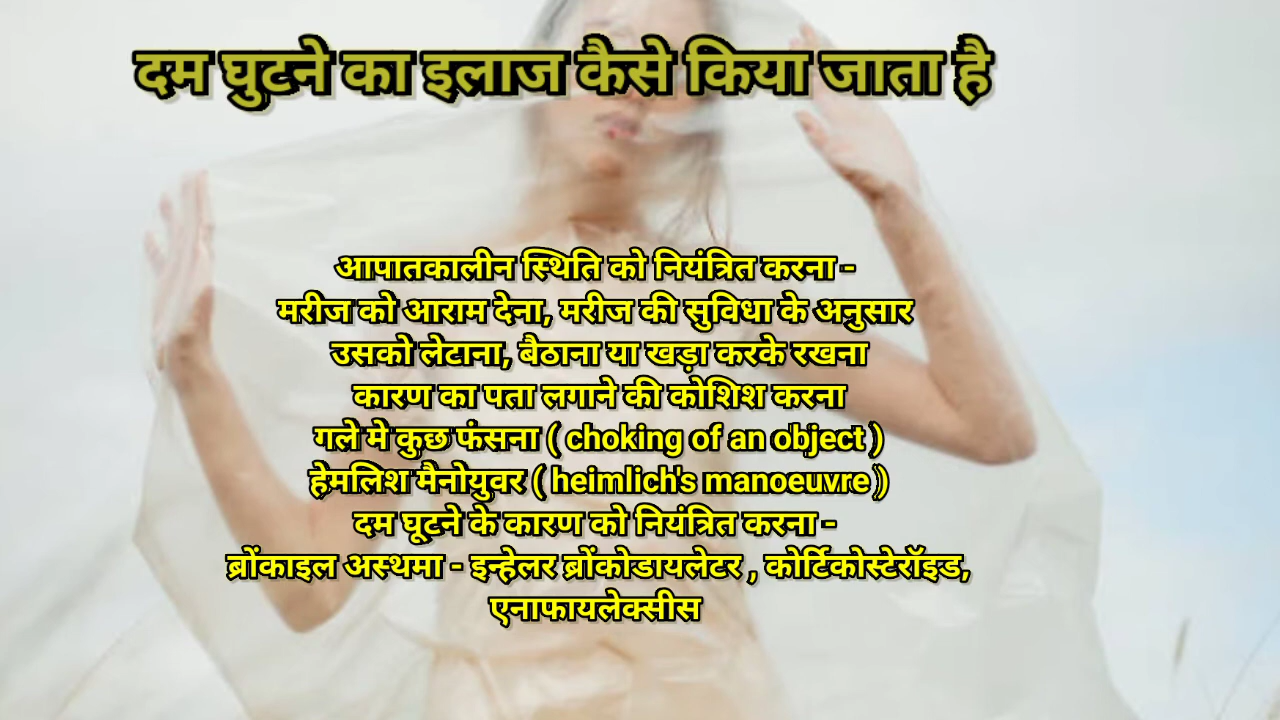 दम घुटने का इलाज कैसे किया जाता है
आपातकालीन स्थिति को नियंत्रित करना -
मरीज को आराम देना, मरीज की सुविधा के अनुसार
उसको लेटाना, बैठाना या खड़ा करके रखना
कारण का पता लगाने की कोशिश करना
गले मे कुछ फंसना ( choking of an object )
हेमलिश मैनोयुवर ( heimlich's manoeuvre )
दम घूटने के कारण को नियंत्रित करना -
ब्रोंकाइल अस्थमा - इन्हेलर ब्रोंकोडायलेटर , कोर्टिकोस्टेरॉइड,
एनाफायलेक्सीस